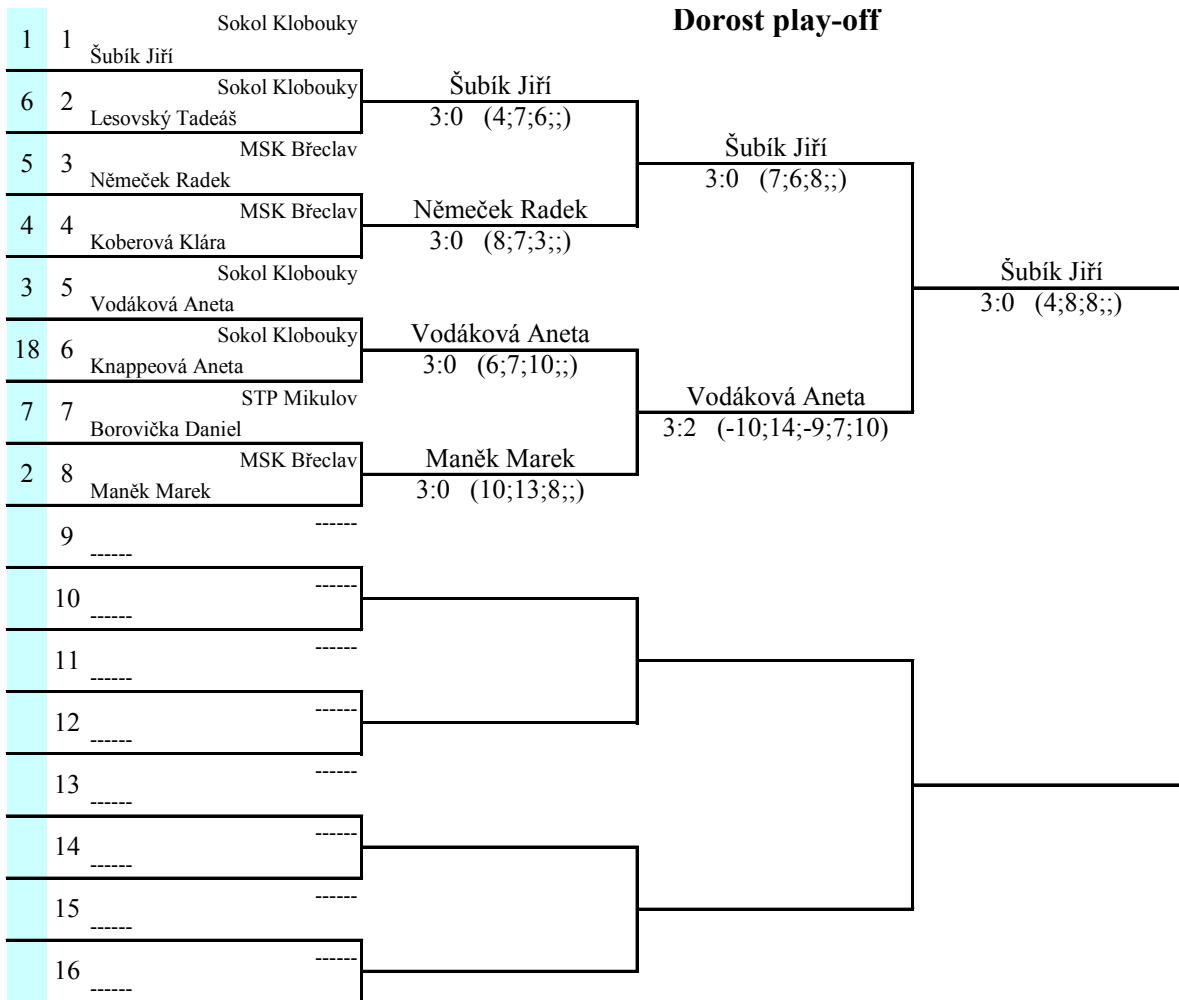 Dorost play-off
Sokol Klobouky
1 1
Šubík Jiří
Sokol Klobouky
6 2
Lesovský Tadeáš
Šubík Jiří
3:0 (4;7;6;;)
MSK Břeclav
5 3
Němeček Radek
Šubík Jiří
3:0 (7;6;8;;)
MSK Břeclav
4 4
Koberová Klára
Němeček Radek
3:0 (8;7;3;;)
Sokol Klobouky
3 5
Vodáková Aneta
Šubík Jiří
3:0 (4;8;8;;)
Sokol Klobouky
18 6
Knappeová Aneta
Vodáková Aneta
3:0 (6;7;10;;)
STP Mikulov
7 7
Borovička Daniel
Vodáková Aneta
3:2 (-10;14;-9;7;10)
MSK Břeclav
2 8
Maněk Marek
Maněk Marek
3:0 (10;13;8;;)
------
9
------
------
10
------
------
11
------
------
12
------
------
13
------
------
14
------
------
15
------
------
16
------